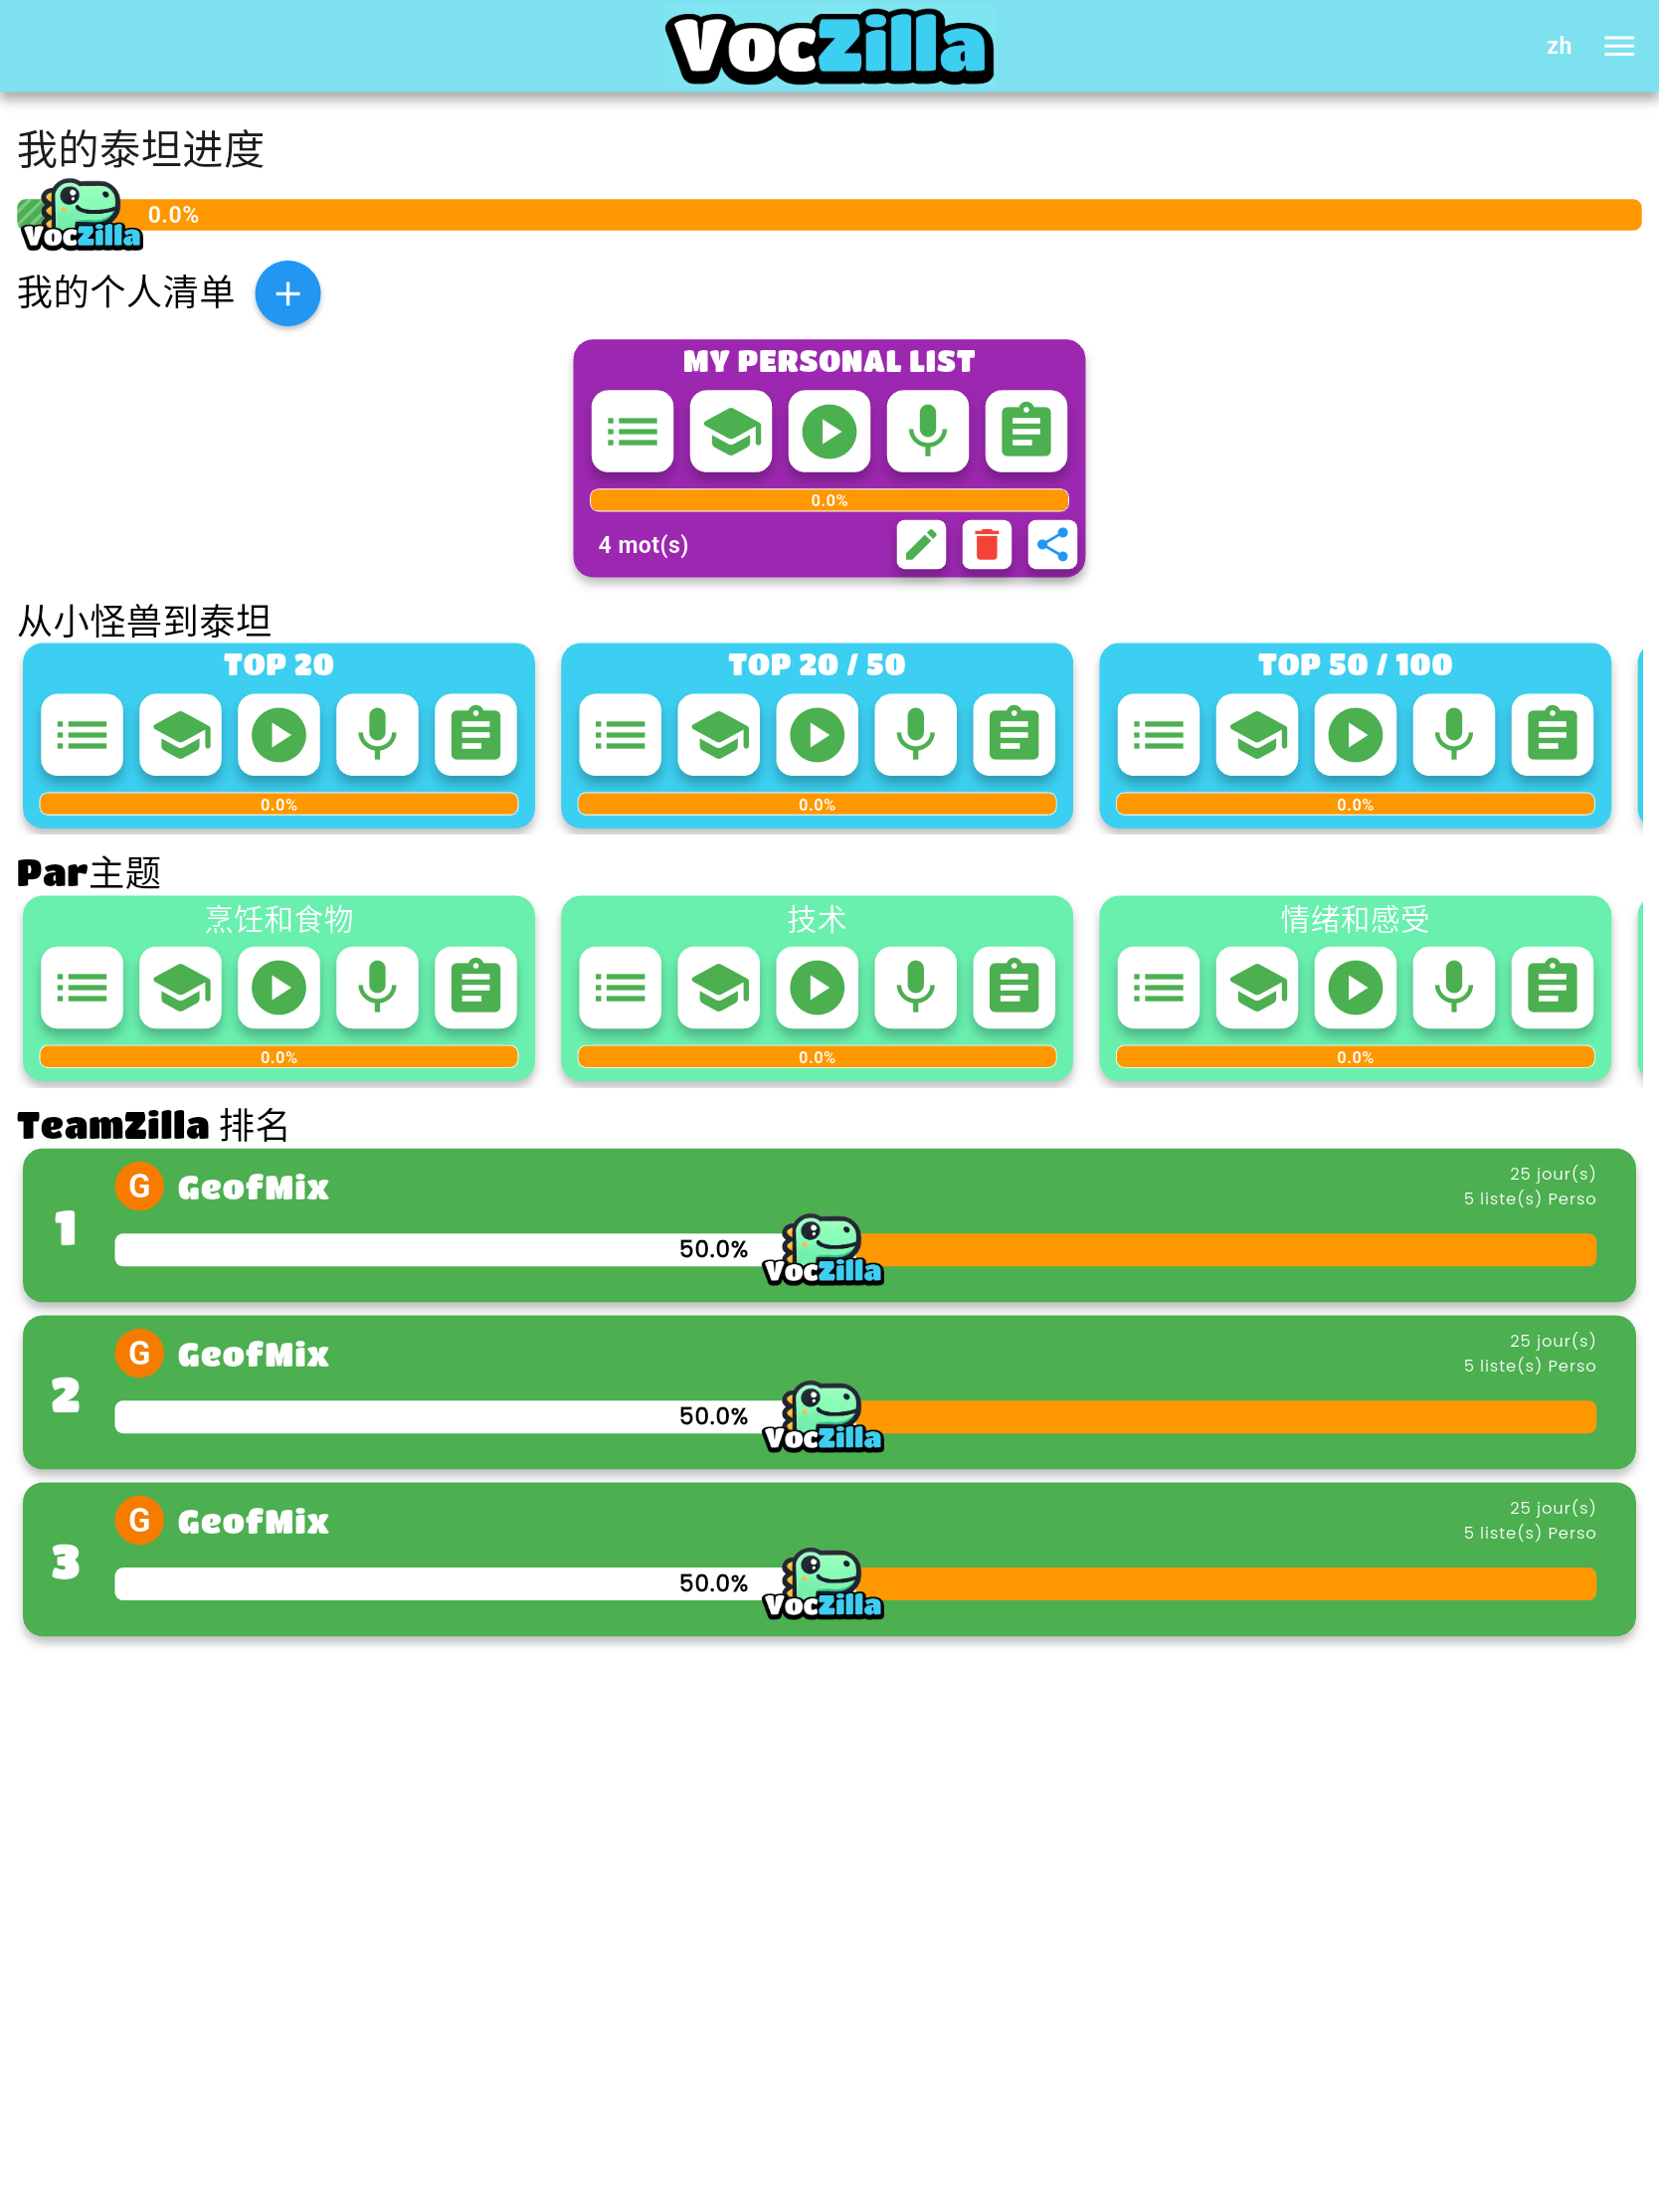 VocZilla
zh
我的泰坦进度
0.0%
VocZilla
我的个人清单
MY PERSONAL LIST
0.0%
4 mot(s)
从小怪兽到泰坦
TOP 20
TOP 20 / 50
TOP 50 / 100
0.0%
0.0%
0.0%
Par主题
烹饪和食物
技术
情绪和感受
0.0%
0.0%
0.0%
TeamZilla 排名
1
G GeofMix
25 jour(s)
5 liste(s) Perso
50.0%
VocZilla
2
G GeofMix
25 jour(s)
5 liste(s) Perso
50.0%
VocZilla
3
G GeofMix
25 jour(s)
5 liste(s) Perso
50.0%
VocZilla